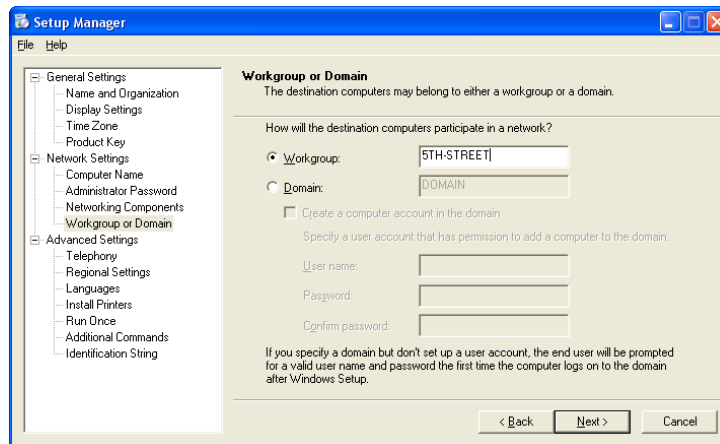 Setup Manager
File Help
General Settings
Name and Organization
Display Settings
Time Zone
Product Key
Network Settings
Computer Name
Administrator Password
Networking Components
Workgroup or Domain
Advanced Settings
Telephony
Regional Settings
Languages
Install Printers
Run Once
Additional Commands
Identification String
Workgroup or Domain
The destination computers may belong to either a workgroup or a domain.
How will the destination computers participate in a network?
Workgroup: 5TH-STREET
Domain: DOMAIN
Create a computer account in the domain
Specify a user account that has permission to add a computer to the domain.
User name:
Password:
Confirm password:
If you specify a domain but don't set up a user account, the end user will be prompted
for a valid user name and password the first time the computer logs on to the domain
after Windows Setup.
< Back Next > Cancel